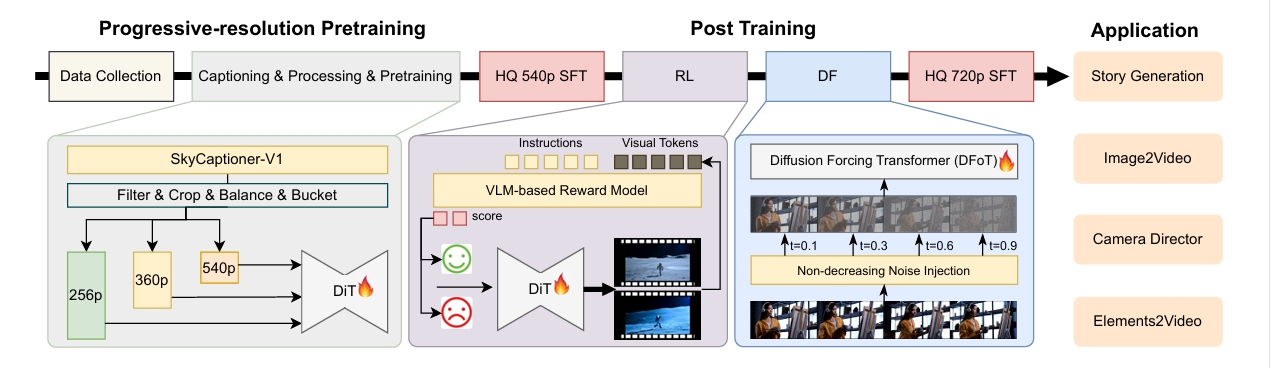 Progressive-resolution Pretraining
Post Training
Application
Data Collection
Captioning & Processing & Pretraining
HQ 540p SFT
RL
DF
HQ 720p SFT
Story Generation
SkyCaptioner-V1
Filter & Crop & Balance & Bucket
256p
360p
540p
DiT
Instructions
Visual Tokens
VLM-based Reward Model
score
DiT
Diffusion Forcing Transformer (DFoT)
t=0.1
t=0.3
t=0.6
t=0.9
Non-decreasing Noise Injection
Image2Video
Camera Director
Elements2Video